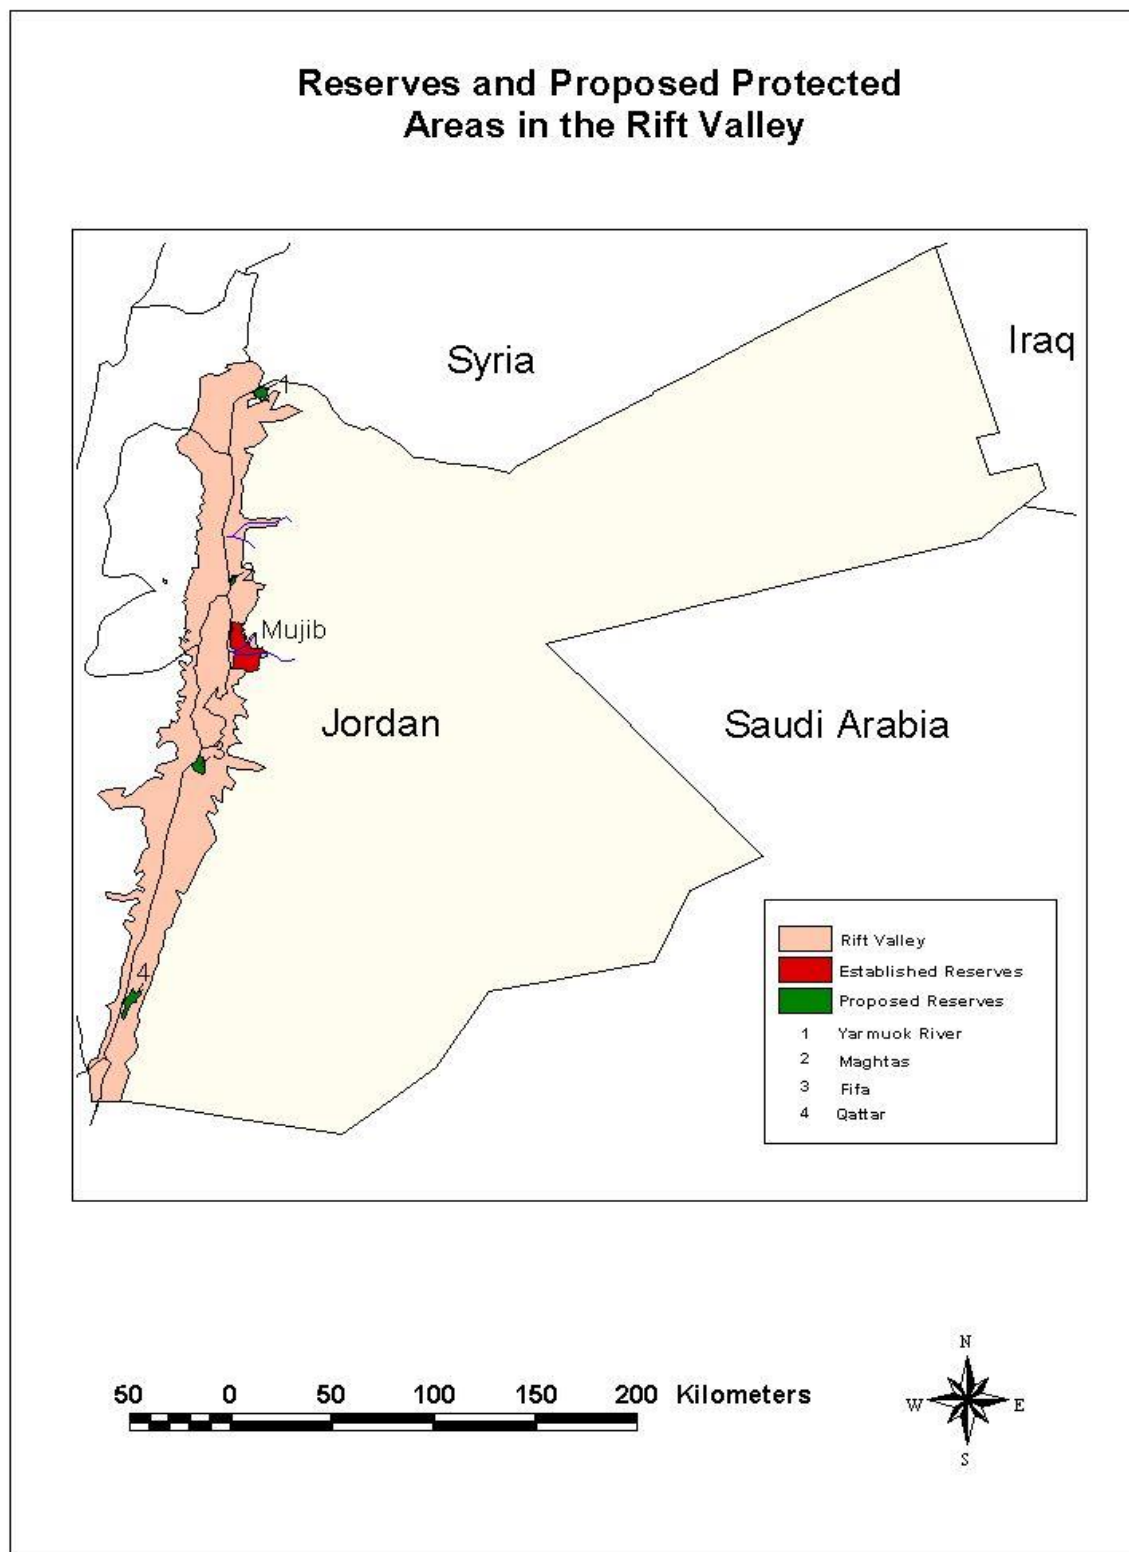 Reserves and Proposed Protected
Areas in the Rift Valley
Iraq
Syria
1
2
Mujib
Jordan
Saudi Arabia
3
4
Rift Valley
Established Reserves
Proposed Reserves
1 Yarmuok River
2 Maghtas
3 Fifa
4 Qattar
N
50 0 50 100 150 200 Kilometers
W E
S